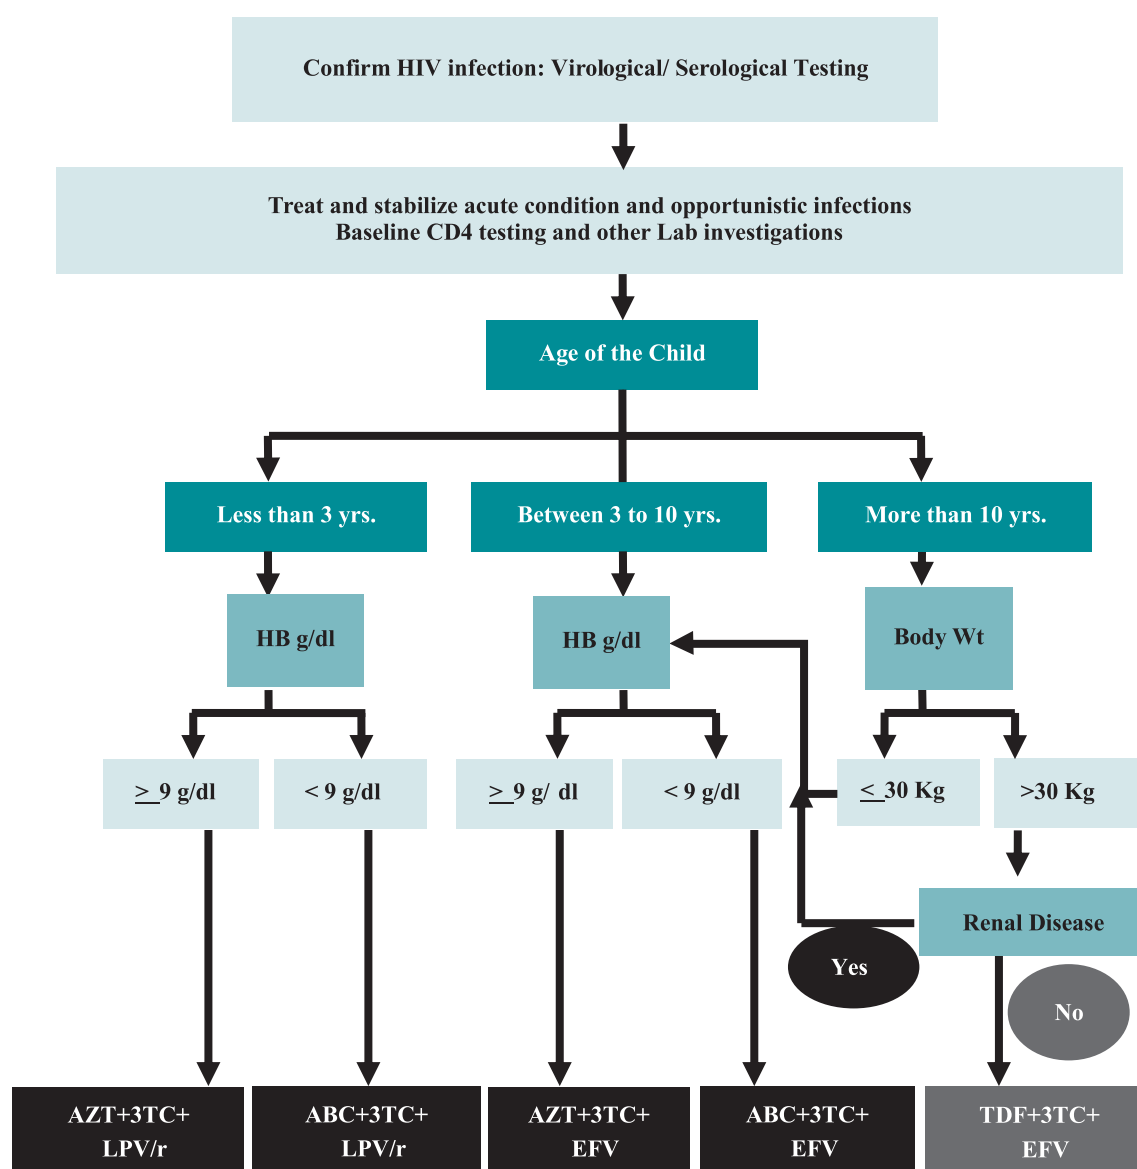 Confirm HIV infection: Virological/ Serological Testing
Treat and stabilize acute condition and opportunistic infections
Baseline CD4 testing and other Lab investigations
Age of the Child
Less than 3 yrs.
Between 3 to 10 yrs.
More than 10 yrs.
HB g/dl
HB g/dl
Body Wt
≥ 9 g/dl
< 9 g/dl
≥ 9 g/ dl
< 9 g/dl
≤ 30 Kg
>30 Kg
Renal Disease
Yes
No
AZT+3TC+
LPV/r
ABC+3TC+
LPV/r
AZT+3TC+
EFV
ABC+3TC+
EFV
TDF+3TC+
EFV